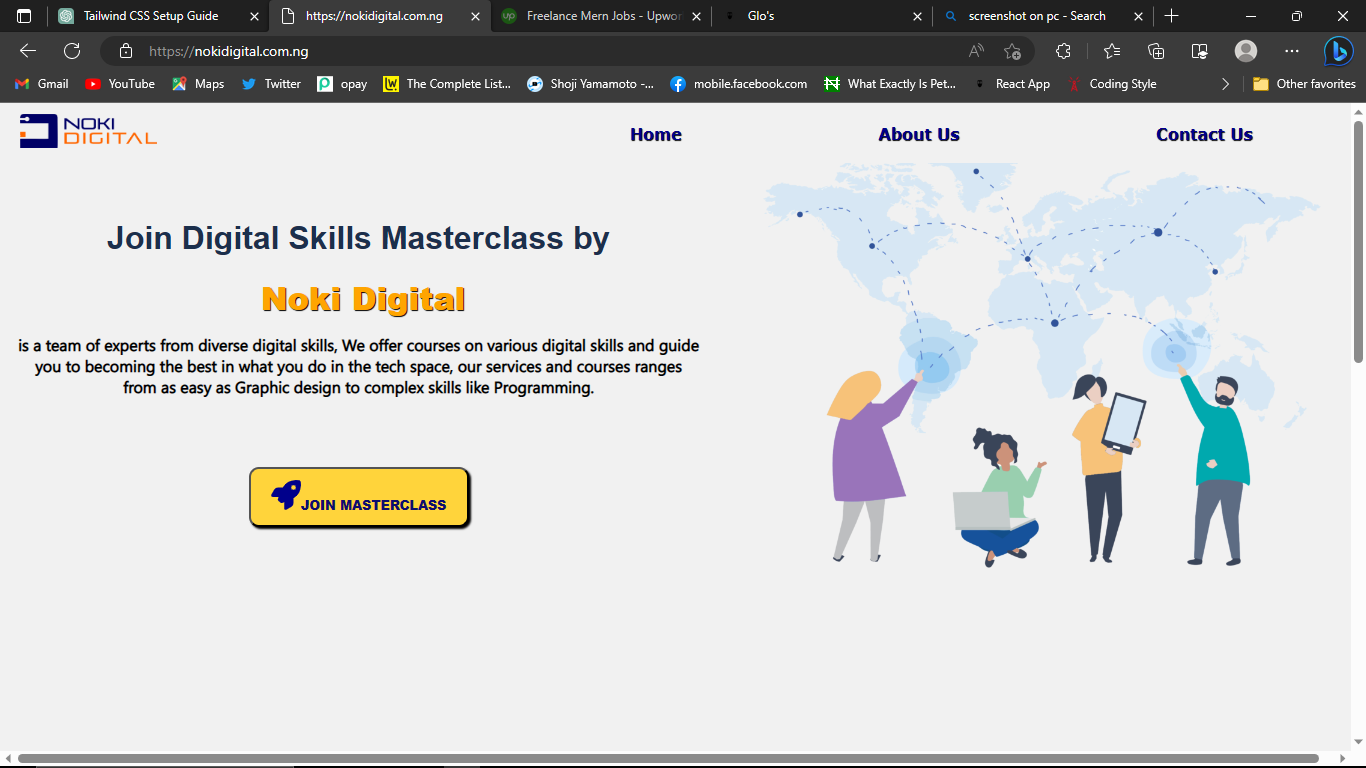 Tailwind CSS Setup Guide
https://nokidigital.com.ng
Freelance Mern Jobs - Upwor
Glo's
screenshot on pc - Search
https://nokidigital.com.ng
Gmail
YouTube
Maps
Twitter
opay
The Complete List...
Shoji Yamamoto -...
mobile.facebook.com
What Exactly Is Pet...
React App
Coding Style
Other favorites
NOKI
DIGITAL
Home
About Us
Contact Us
Join Digital Skills Masterclass by
Noki Digital
is a team of experts from diverse digital skills, We offer courses on various digital skills and guide
you to becoming the best in what you do in the tech space, our services and courses ranges
from as easy as Graphic design to complex skills like Programming.
JOIN MASTERCLASS